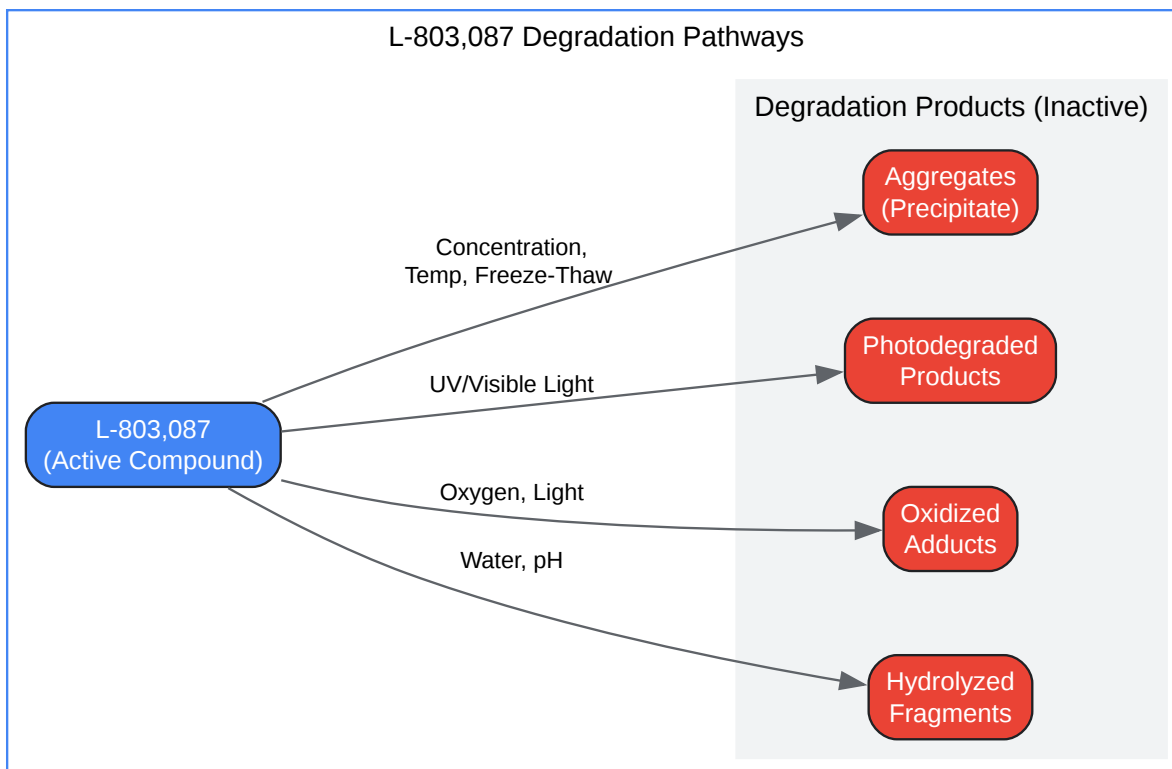 L-803,087 Degradation Pathways
Degradation Products (Inactive)
Aggregates
(Precipitate)
Concentration,
Temp, Freeze-Thaw
Photodegraded
Products
UV/Visible Light
L-803,087
(Active Compound)
Oxygen, Light
Oxidized
Adducts
Water, pH
Hydrolyzed
Fragments